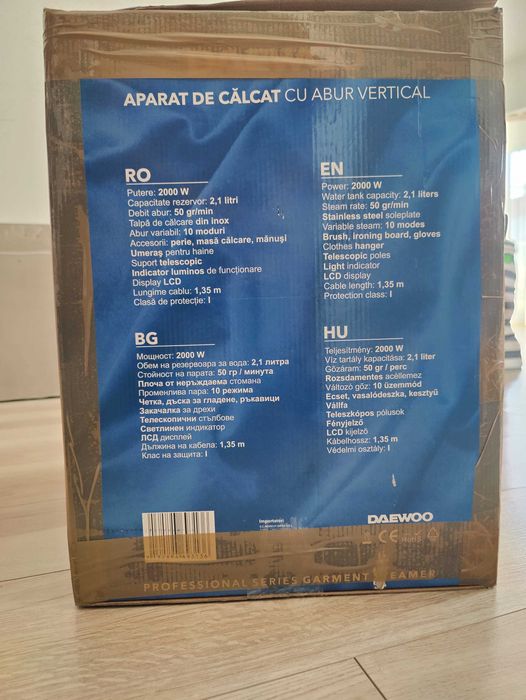 APARAT DE CĂLCAT CU ABUR VERTICAL
RO
Putere: 2000 W
Capacitate rezervor: 2,1 litri
Debit abur: 50 gr/min
Talpă de călcare din inox
Abur variabil: 10 moduri
Accesorii: perie, masă călcare, mănuși
Umeraș pentru haine
Suport telescopic
Indicator luminos de funcționare
Display LCD
Lungime cablu: 1,35 m
Clasă de protecție: I
EN
Power: 2000 W
Water tank capacity: 2,1 liters
Steam rate: 50 gr/min
Stainless steel soleplate
Variable steam: 10 modes
Brush, ironing board, gloves
Clothes hanger
Telescopic poles
Light indicator
LCD display
Cable length: 1,35 m
Protection class: I
BG
Мощност: 2000 W
Обем на резервоара за вода: 2,1 литра
Стойност на парата: 50 гр / минута
Плоча от неръждаема стомана
Променлива пара: 10 режима
Четка, дъска за гладене, ръкавици
Закачалка за дрехи
Телескопични стълбове
Светлинен индикатор
ЛСД дисплей
Дължина на кабела: 1,35 m
Клас на защита: I
HU
Teljesítmény: 2000 W
Víz tartály kapacitása: 2,1 liter
Gőzáram: 50 gr / perc
Rozsdamentes acéllemez
Változó gőz: 10 üzemmód
Ecset, vasalódeszka, kesztyű
Vállfa
Teleszkópos pólusok
Fényjelző
LCD kijelző
Kábelhossz: 1,35 m
Védelmi osztály: I
Importator:
DAEWOO
CE RoHS
PROFESSIONAL SERIES GARMENT STEAMER